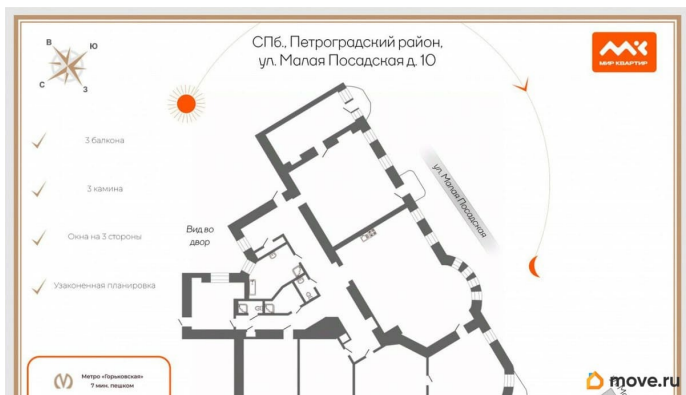 СПб., Петроградский район,
ул. Малая Посадская д. 10
МИР КВАРТИР
В
Ю
С
З
3 балкона
3 камина
Окна на 3 стороны
Узаконенная планировка
Вид во
двор
ул. Малая Посадская
Метро «Горьковская»
7 мин. пешком
move.ru